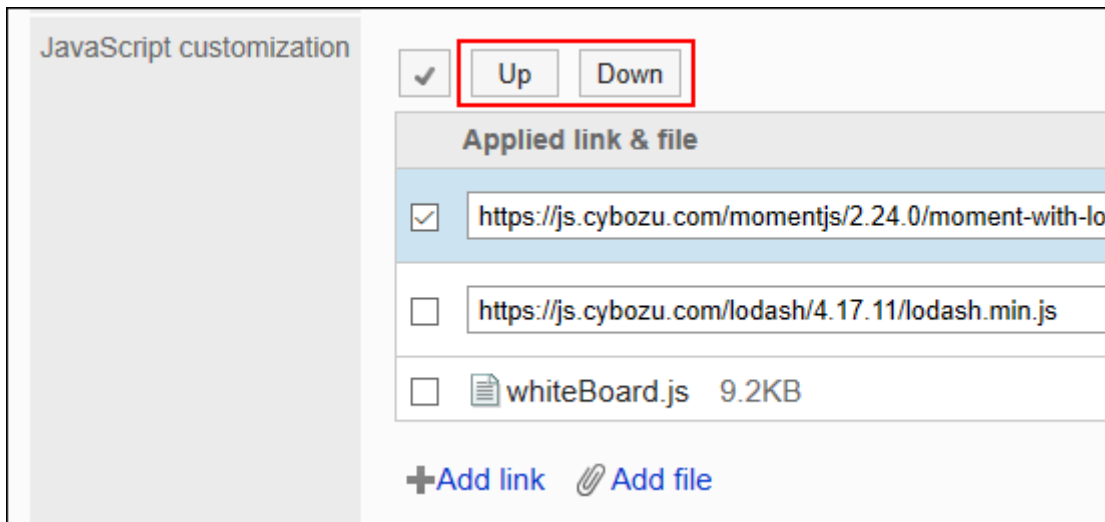 JavaScript customization
Up Down
Applied link & file
https://js.cybozu.com/momentjs/2.24.0/moment-with-lo
https://js.cybozu.com/lodash/4.17.11/lodash.min.js
whiteBoard.js 9.2KB
Add link Add file